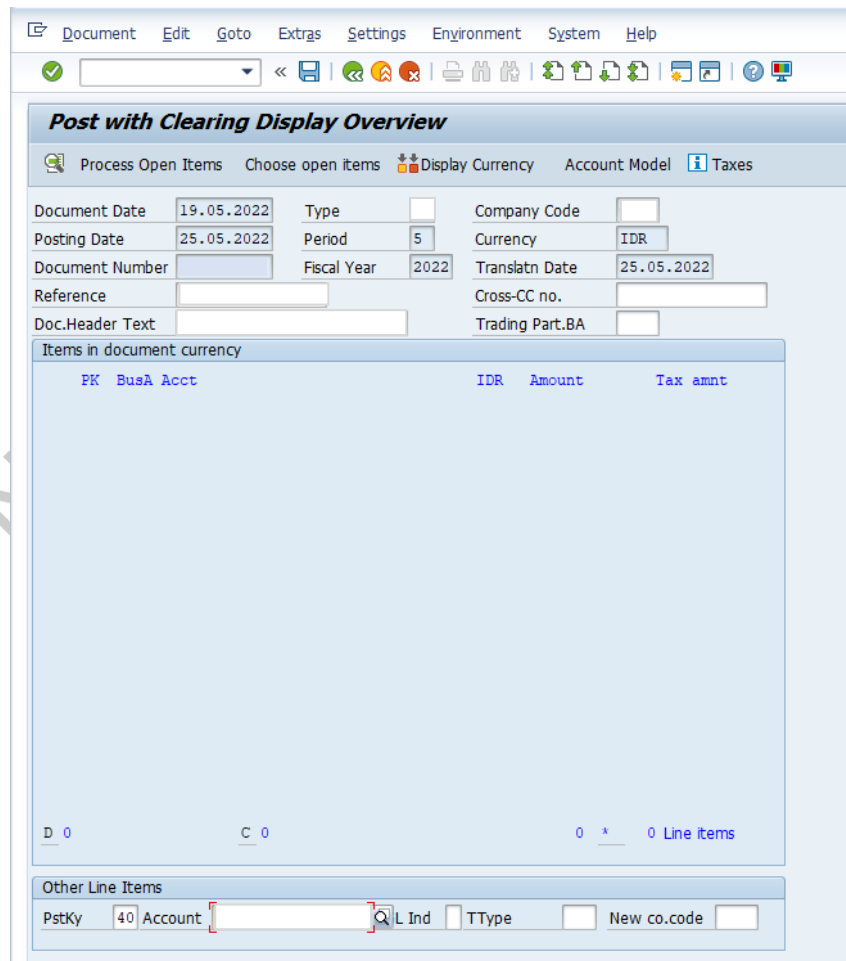 Document Edit Goto Extras Settings Environment System Help
Post with Clearing Display Overview
Process Open Items Choose open items Display Currency Account Model Taxes
Document Date 19.05.2022 Type Company Code
Posting Date 25.05.2022 Period 5 Currency IDR
Document Number Fiscal Year 2022 Translatn Date 25.05.2022
Reference Cross-CC no.
Doc.Header Text Trading Part.BA
Items in document currency
PK BusA Acct IDR Amount Tax amnt
D 0 C 0 0 * 0 Line items
Other Line Items
PstKy 40 Account L Ind TType New co.code